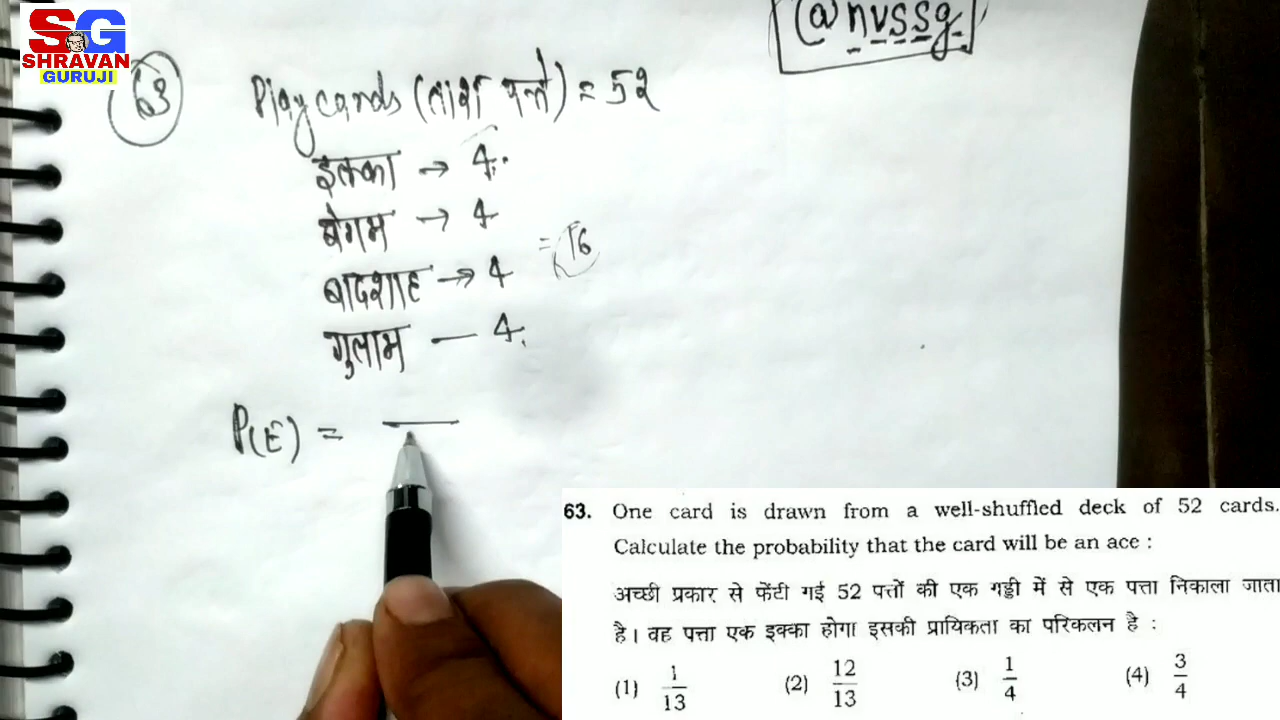 SG
SHRAVAN
GURUJI
@nvssg
63
Play cards (ताश पन्ते) = 52
इक्का → 4
बेगम → 4
= 16
बादशाह → 4
गुलाम — 4
P(E) =
63. One card is drawn from a well-shuffled deck of 52 cards.
Calculate the probability that the card will be an ace :
अच्छी प्रकार से फेंटी गई 52 पत्तों की एक गड्डी में से एक पत्ता निकाला जाता
है। वह पत्ता एक इक्का होगा इसकी प्रायिकता का परिकलन है :
(1) 1/13 (2) 12/13 (3) 1/4 (4) 3/4